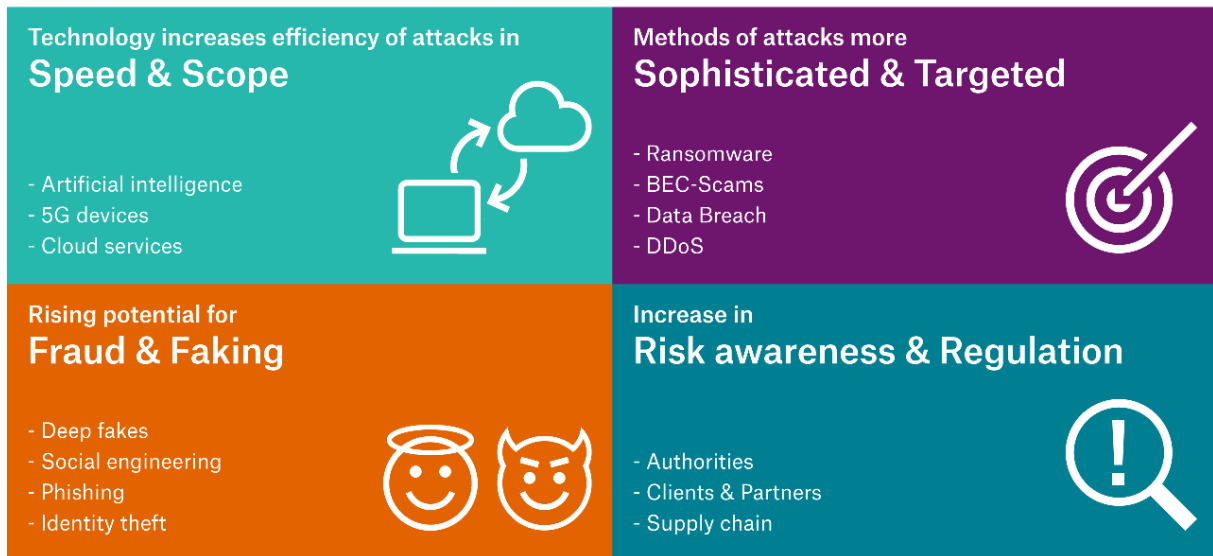 Technology increases efficiency of attacks in
Speed & Scope
- Artificial intelligence
- 5G devices
- Cloud services
Methods of attacks more
Sophisticated & Targeted
- Ransomware
- BEC-Scams
- Data Breach
- DDoS
Rising potential for
Fraud & Faking
- Deep fakes
- Social engineering
- Phishing
- Identity theft
Increase in
Risk awareness & Regulation
- Authorities
- Clients & Partners
- Supply chain